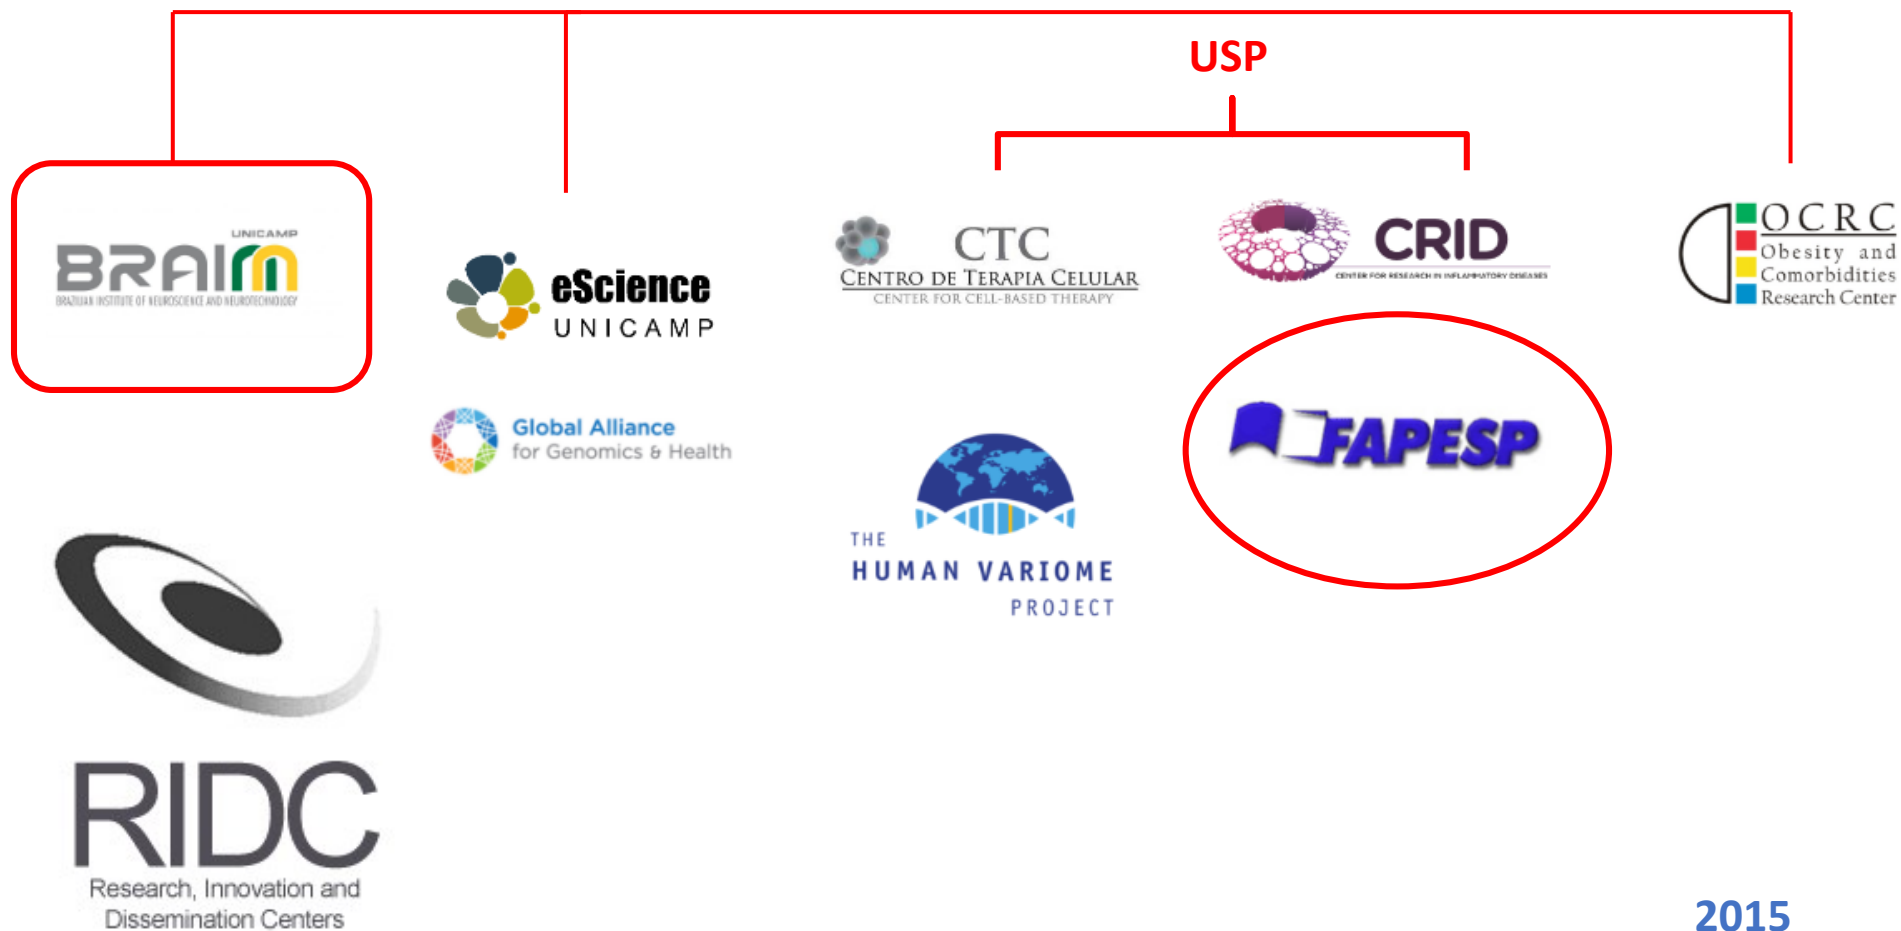 USP
UNICAMP
BRAINN
BRAZILIAN INSTITUTE OF NEUROSCIENCE AND NEUROTECHNOLOGY
eScience
UNICAMP
CTC
CENTRO DE TERAPIA CELULAR
CENTER FOR CELL-BASED THERAPY
CRID
CENTER FOR RESEARCH IN INFLAMMATORY DISEASES
OCRC
Obesity and
Comorbidities
Research Center
Global Alliance
for Genomics & Health
THE
HUMAN VARIOME
PROJECT
FAPESP
RIDC
Research, Innovation and
Dissemination Centers
2015